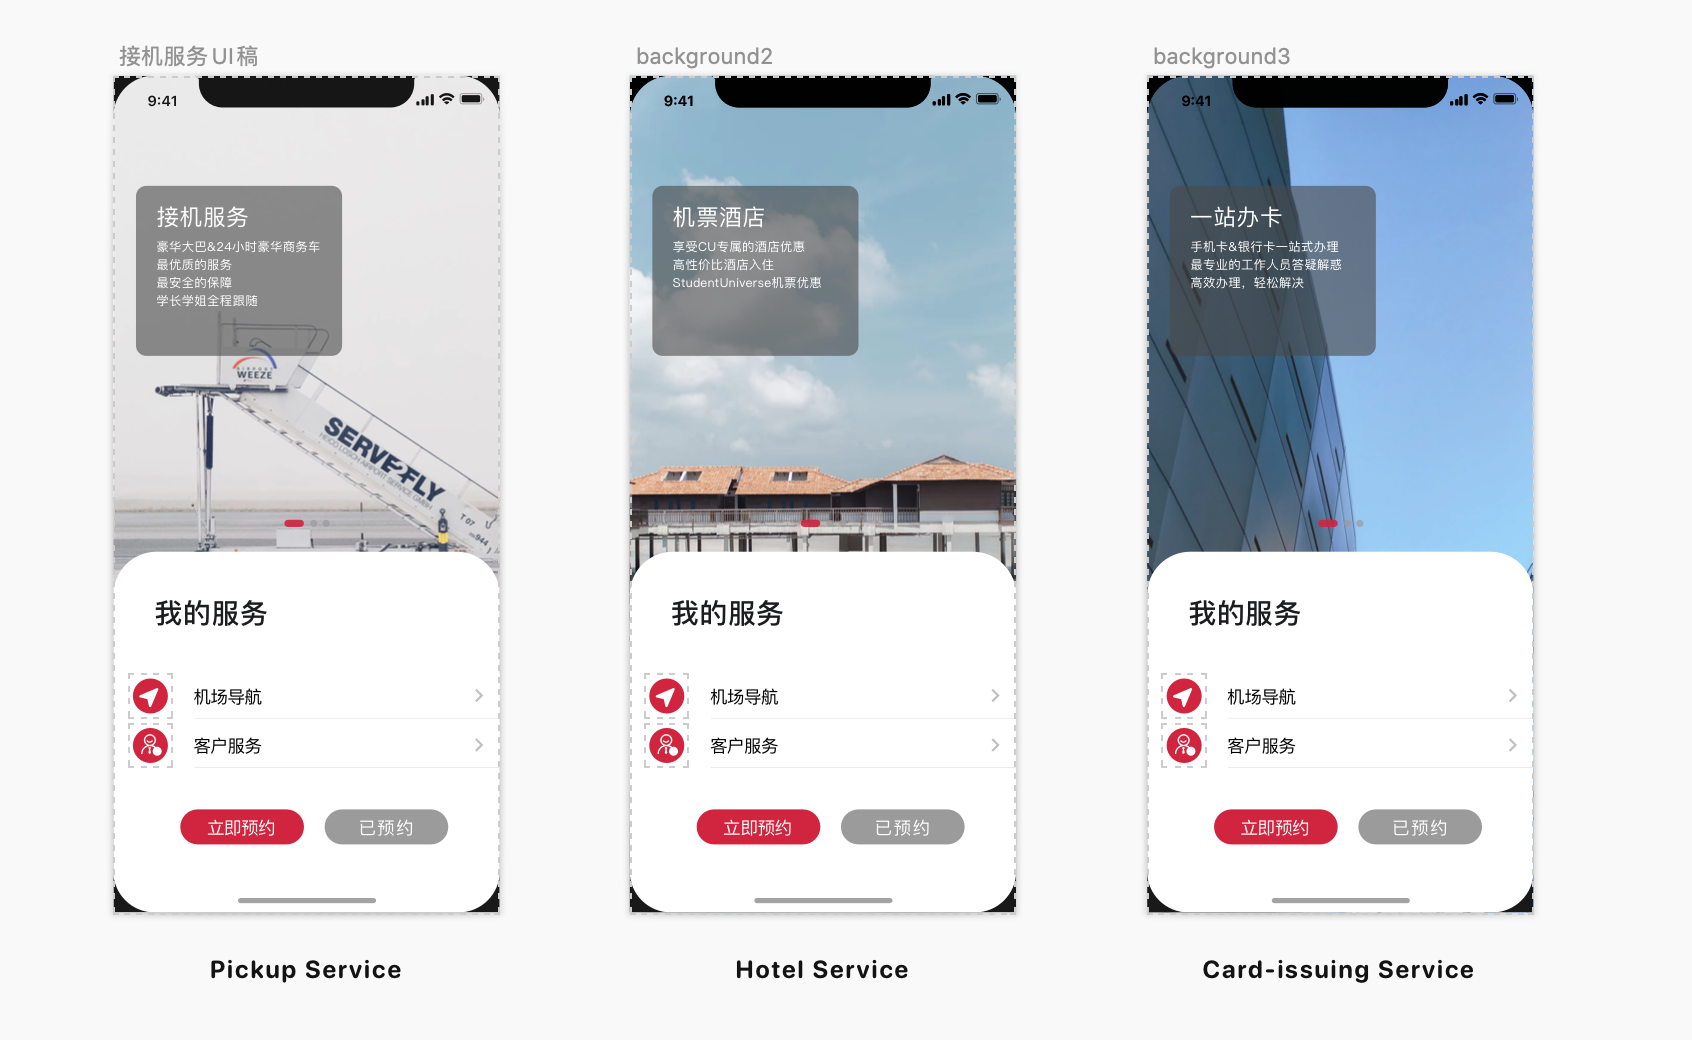 接机服务UI稿
9:41
接机服务
豪华大巴&24小时豪华商务车
最优质的服务
最安全的保障
学长学姐全程跟随
AIRPORT
WEEZE
SERVE2FLY
HEICO LOSCH AIRPORT SERVICE GMBH
T 07
944
我的服务
机场导航
客户服务
立即预约
已预约
Pickup Service
background2
9:41
机票酒店
享受CU专属的酒店优惠
高性价比酒店入住
StudentUniverse机票优惠
我的服务
机场导航
客户服务
立即预约
已预约
Hotel Service
background3
9:41
一站办卡
手机卡&银行卡一站式办理
最专业的工作人员答疑解惑
高效办理，轻松解决
我的服务
机场导航
客户服务
立即预约
已预约
Card-issuing Service